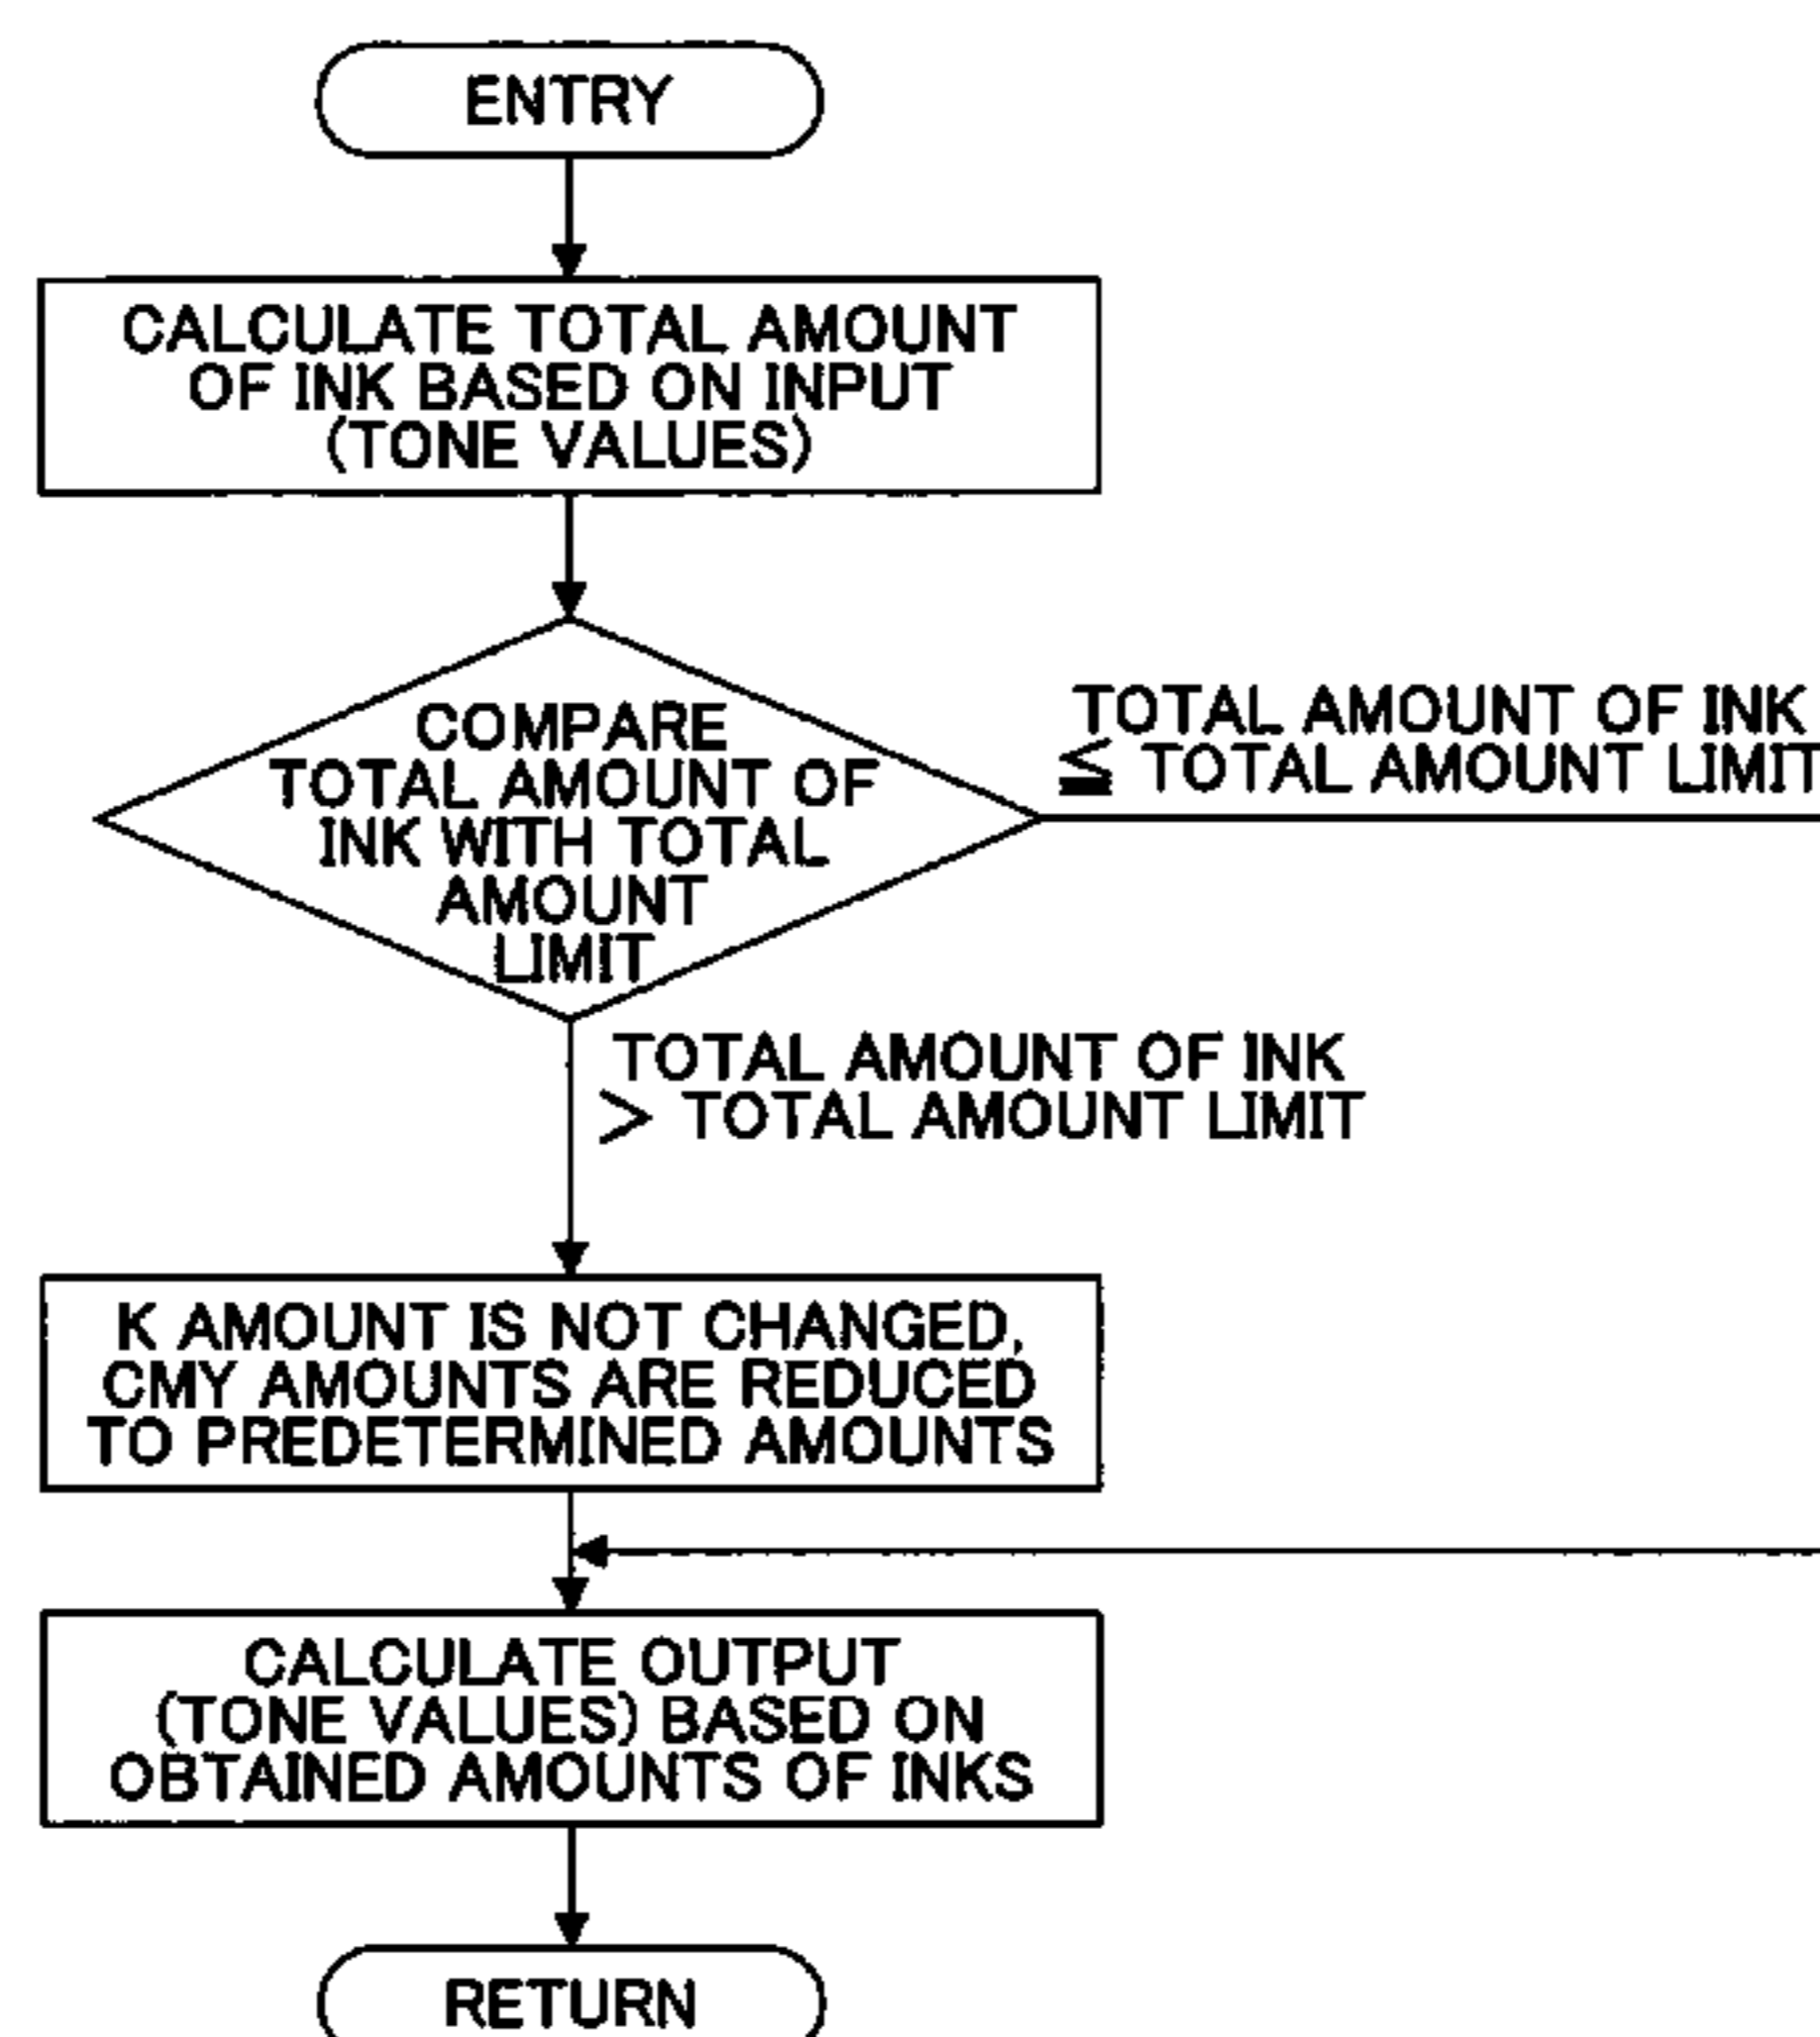 ENTRY
CALCULATE TOTAL AMOUNT
OF INK BASED ON INPUT
(TONE VALUES)
COMPARE
TOTAL AMOUNT OF
INK WITH TOTAL
AMOUNT
LIMIT
TOTAL AMOUNT OF INK
≦ TOTAL AMOUNT LIMIT
TOTAL AMOUNT OF INK
> TOTAL AMOUNT LIMIT
K AMOUNT IS NOT CHANGED,
CMY AMOUNTS ARE REDUCED
TO PREDETERMINED AMOUNTS
CALCULATE OUTPUT
(TONE VALUES) BASED ON
OBTAINED AMOUNTS OF INKS
RETURN